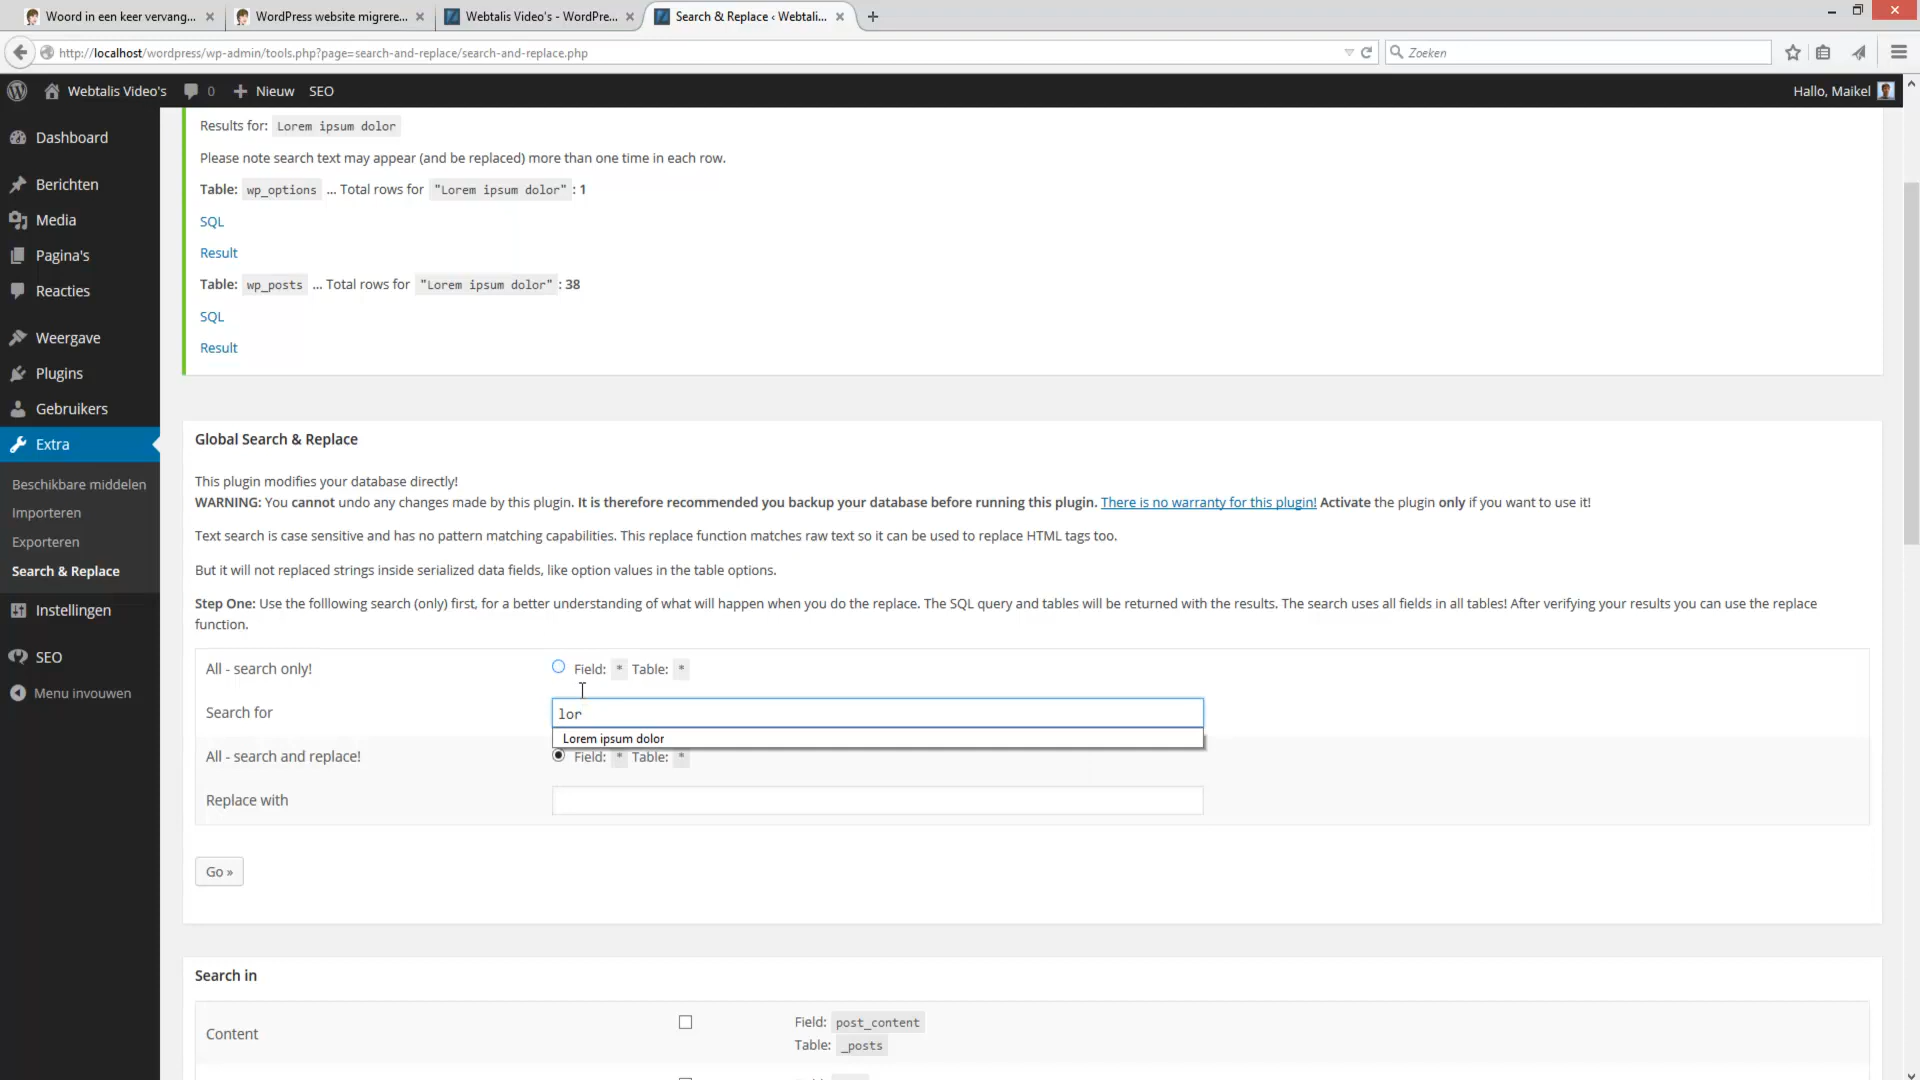 Woord in een keer vervang...
WordPress website migrere...
Webtalis Video's - WordPre...
Search & Replace ‹ Webtali...
http://localhost/wordpress/wp-admin/tools.php?page=search-and-replace/search-and-replace.php
Zoeken
Webtalis Video's
0
Nieuw
SEO
Hallo, Maikel
Dashboard
Berichten
Media
Pagina's
Reacties
Weergave
Plugins
Gebruikers
Extra
Beschikbare middelen
Importeren
Exporteren
Search & Replace
Instellingen
SEO
Menu invouwen
Results for: Lorem ipsum dolor
Please note search text may appear (and be replaced) more than one time in each row.
Table: wp_options ... Total rows for "Lorem ipsum dolor" : 1
SQL
Result
Table: wp_posts ... Total rows for "Lorem ipsum dolor" : 38
SQL
Result
Global Search & Replace
This plugin modifies your database directly!
WARNING: You cannot undo any changes made by this plugin. It is therefore recommended you backup your database before running this plugin. There is no warranty for this plugin! Activate the plugin only if you want to use it!
Text search is case sensitive and has no pattern matching capabilities. This replace function matches raw text so it can be used to replace HTML tags too.
But it will not replaced strings inside serialized data fields, like option values in the table options.
Step One: Use the folllowing search (only) first, for a better understanding of what will happen when you do the replace. The SQL query and tables will be returned with the results. The search uses all fields in all tables! After verifying your results you can use the replace
function.
All - search only!
Field: * Table: *
Search for
lor
Lorem ipsum dolor
All - search and replace!
Field: * Table: *
Replace with
Go »
Search in
Content
Field: post_content
Table: _posts